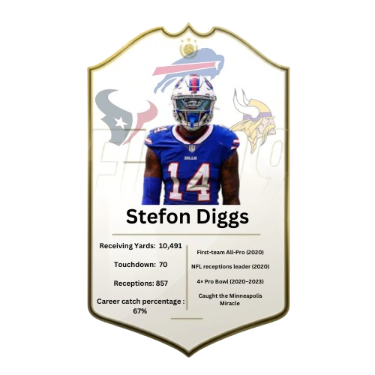 BILLS
14
Stefon Diggs
Receiving Yards: 10,491
Touchdown: 70
Receptions: 857
Career catch percentage :
67%
First-team All-Pro (2020)
NFL receptions leader (2020)
4× Pro Bowl (2020–2023)
Caught the Minneapolis
Miracle